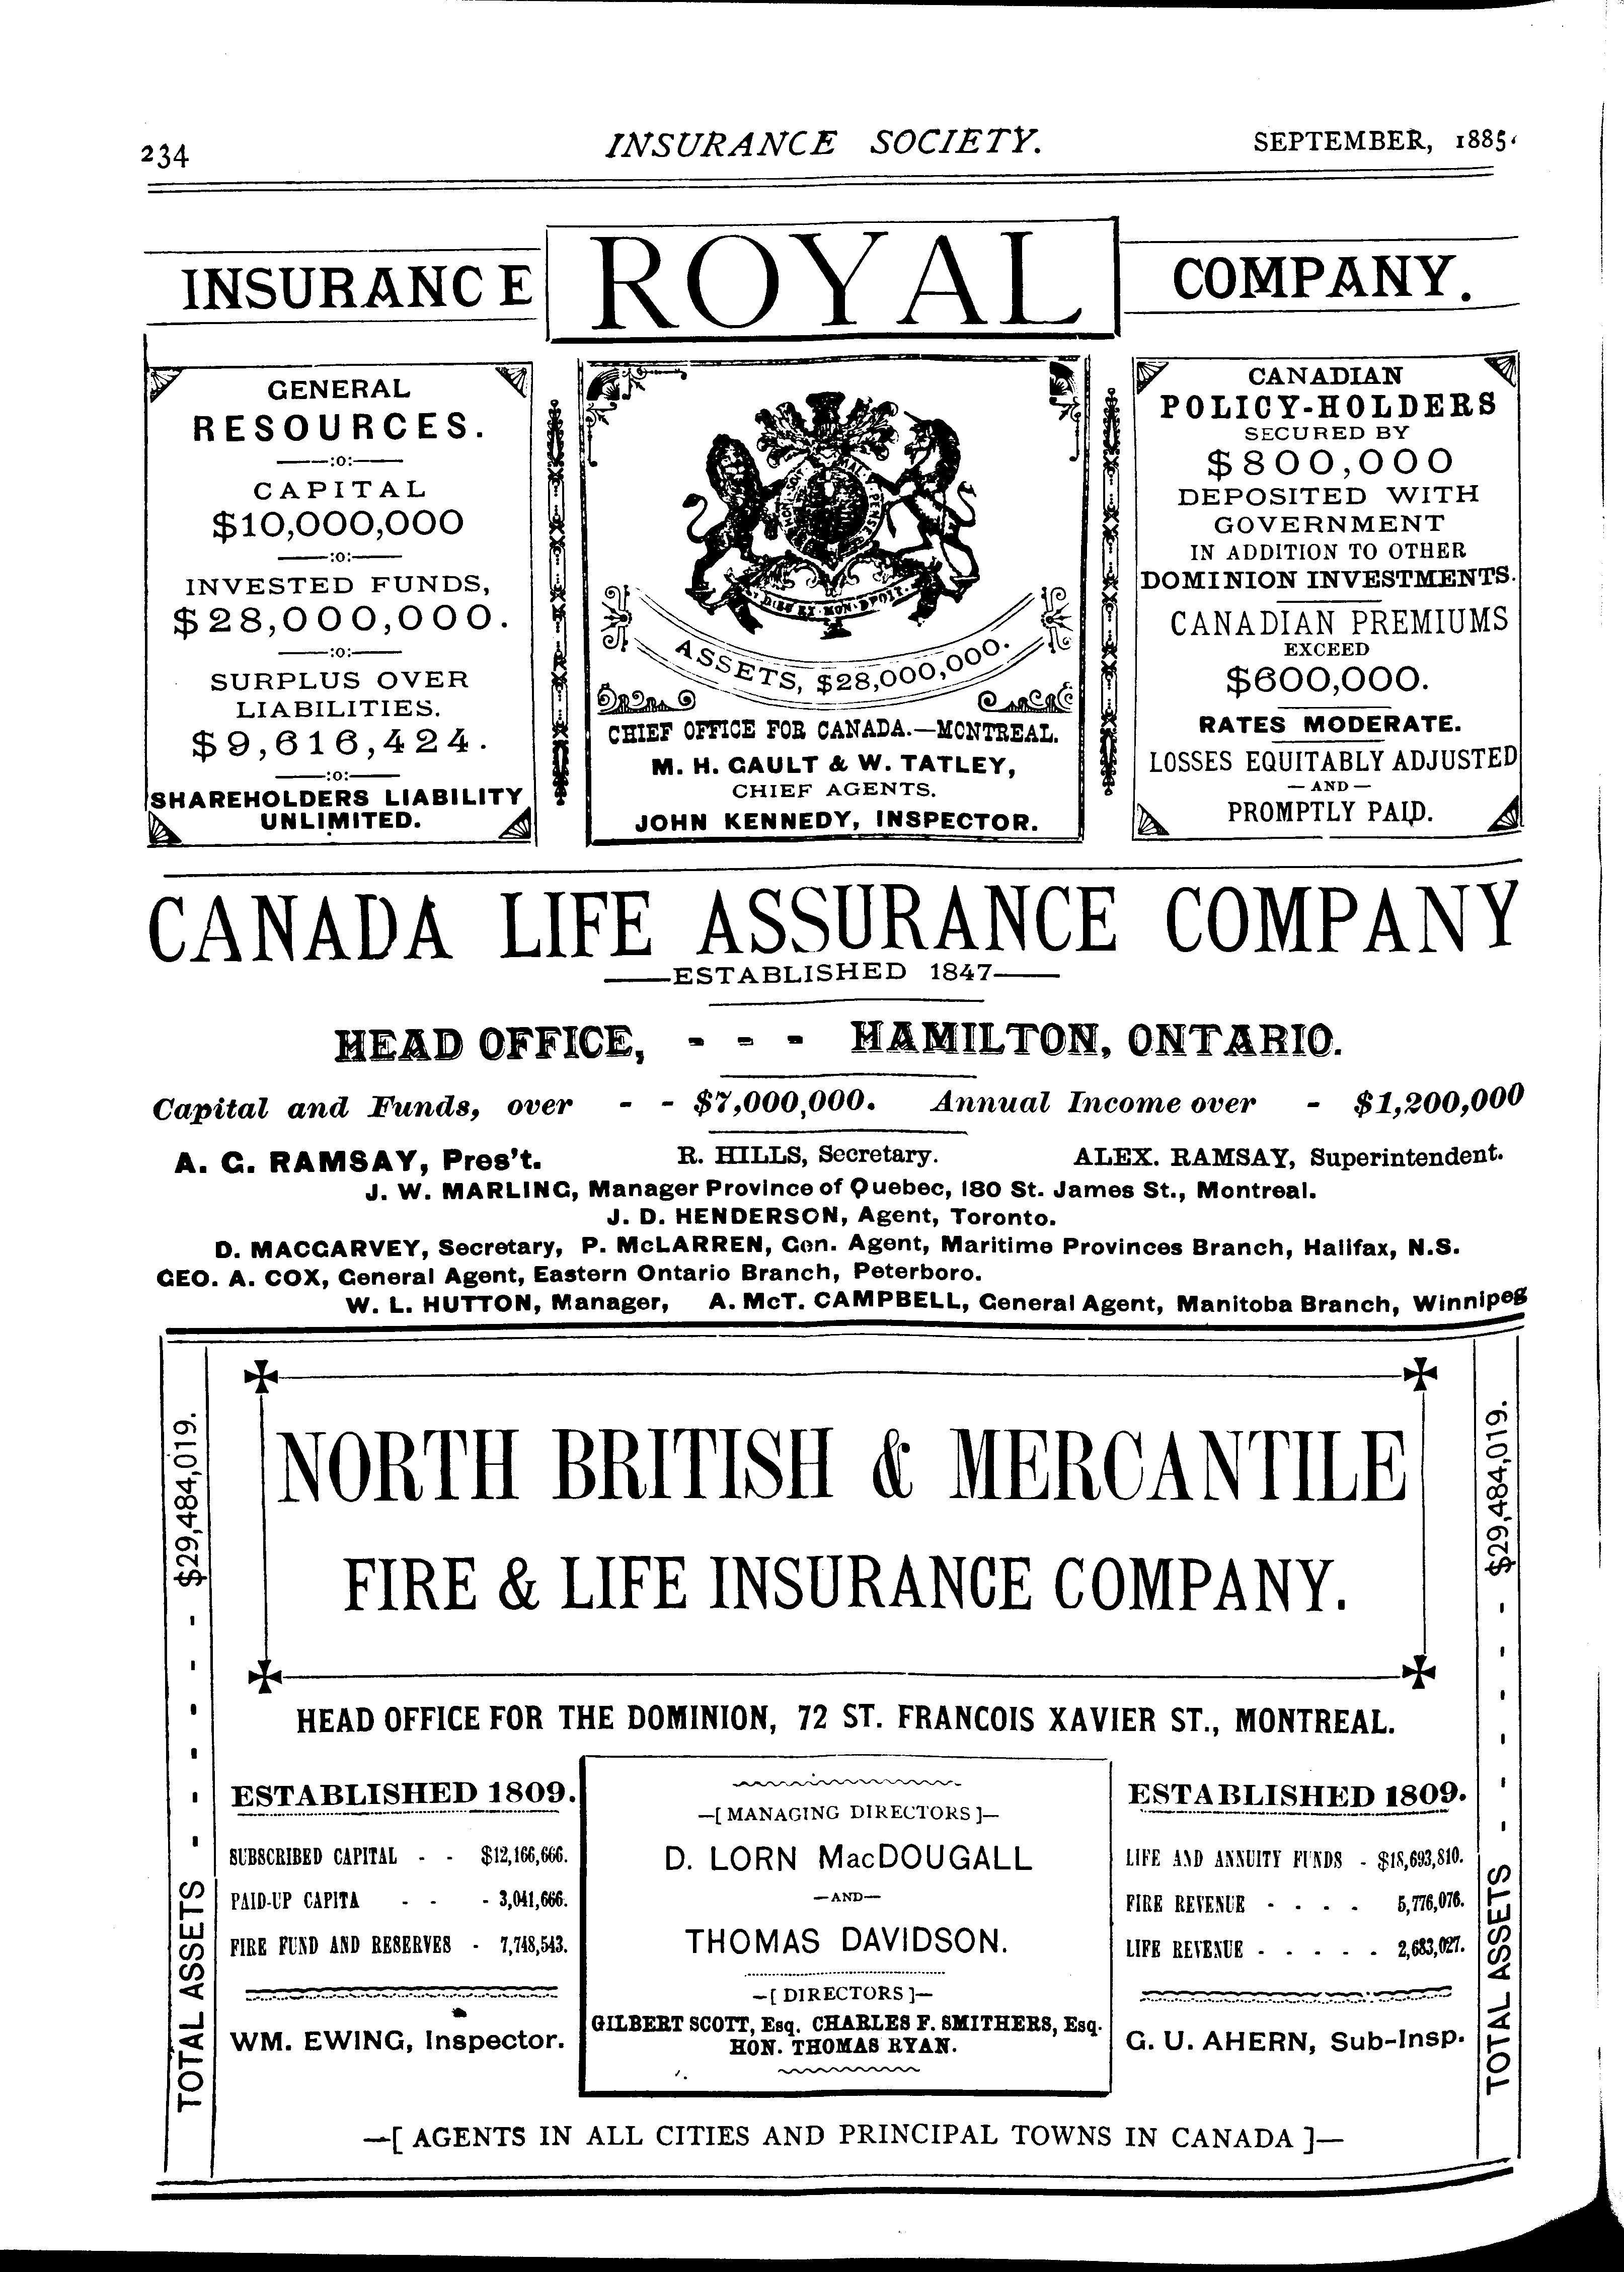 234
INSURANCE SOCIETY.
SEPTEMBER, 1885.
INSURANCE
ROYAL
COMPANY.
GENERAL
RESOURCES.
—:o:—
CAPITAL
$10,000,000
—:o:—
INVESTED FUNDS,
$28,000,000.
—:o:—
SURPLUS OVER
LIABILITIES.
$9,616,424.
—:o:—
SHAREHOLDERS LIABILITY
UNLIMITED.
HONI SOIT MAL Y PENSE
DIEU ET MON DROIT.
ASSETS, $28,000,000.
CHIEF OFFICE FOR CANADA.—MONTREAL.
M. H. GAULT & W. TATLEY,
CHIEF AGENTS.
JOHN KENNEDY, INSPECTOR.
CANADIAN
POLICY-HOLDERS
SECURED BY
$800,000
DEPOSITED WITH
GOVERNMENT
IN ADDITION TO OTHER
DOMINION INVESTMENTS.
CANADIAN PREMIUMS
EXCEED
$600,000.
RATES MODERATE.
LOSSES EQUITABLY ADJUSTED
—AND—
PROMPTLY PAID.
CANADA LIFE ASSURANCE COMPANY
—ESTABLISHED 1847—
HEAD OFFICE, - - - HAMILTON, ONTARIO.
Capital and Funds, over - - $7,000,000. Annual Income over - $1,200,000
A. G. RAMSAY, Pres't. R. HILLS, Secretary. ALEX. RAMSAY, Superintendent.
J. W. MARLING, Manager Province of Quebec, 180 St. James St., Montreal.
J. D. HENDERSON, Agent, Toronto.
D. MACGARVEY, Secretary, P. McLARREN, Gen. Agent, Maritime Provinces Branch, Halifax, N.S.
GEO. A. COX, General Agent, Eastern Ontario Branch, Peterboro.
W. L. HUTTON, Manager, A. McT. CAMPBELL, General Agent, Manitoba Branch, Winnipeg
TOTAL ASSETS - - - - - - $29,484,019.
NORTH BRITISH & MERCANTILE
FIRE & LIFE INSURANCE COMPANY.
HEAD OFFICE FOR THE DOMINION, 72 ST. FRANCOIS XAVIER ST., MONTREAL.
ESTABLISHED 1809.
SUBSCRIBED CAPITAL - - $12,166,666.
PAID-UP CAPITA - - - 3,041,666.
FIRE FUND AND RESERVES - 7,748,543.
WM. EWING, Inspector.
—[ MANAGING DIRECTORS ]—
D. LORN MacDOUGALL
—AND—
THOMAS DAVIDSON.
—[ DIRECTORS ]—
GILBERT SCOTT, Esq. CHARLES F. SMITHERS, Esq.
HON. THOMAS RYAN.
ESTABLISHED 1809.
LIFE AND ANNUITY FUNDS - $18,693,810.
FIRE REVENUE - - - - 5,776,076.
LIFE REVENUE - - - - - 2,683,027.
G. U. AHERN, Sub-Insp.
TOTAL ASSETS - - - - - - $29,484,019.
—[ AGENTS IN ALL CITIES AND PRINCIPAL TOWNS IN CANADA ]—